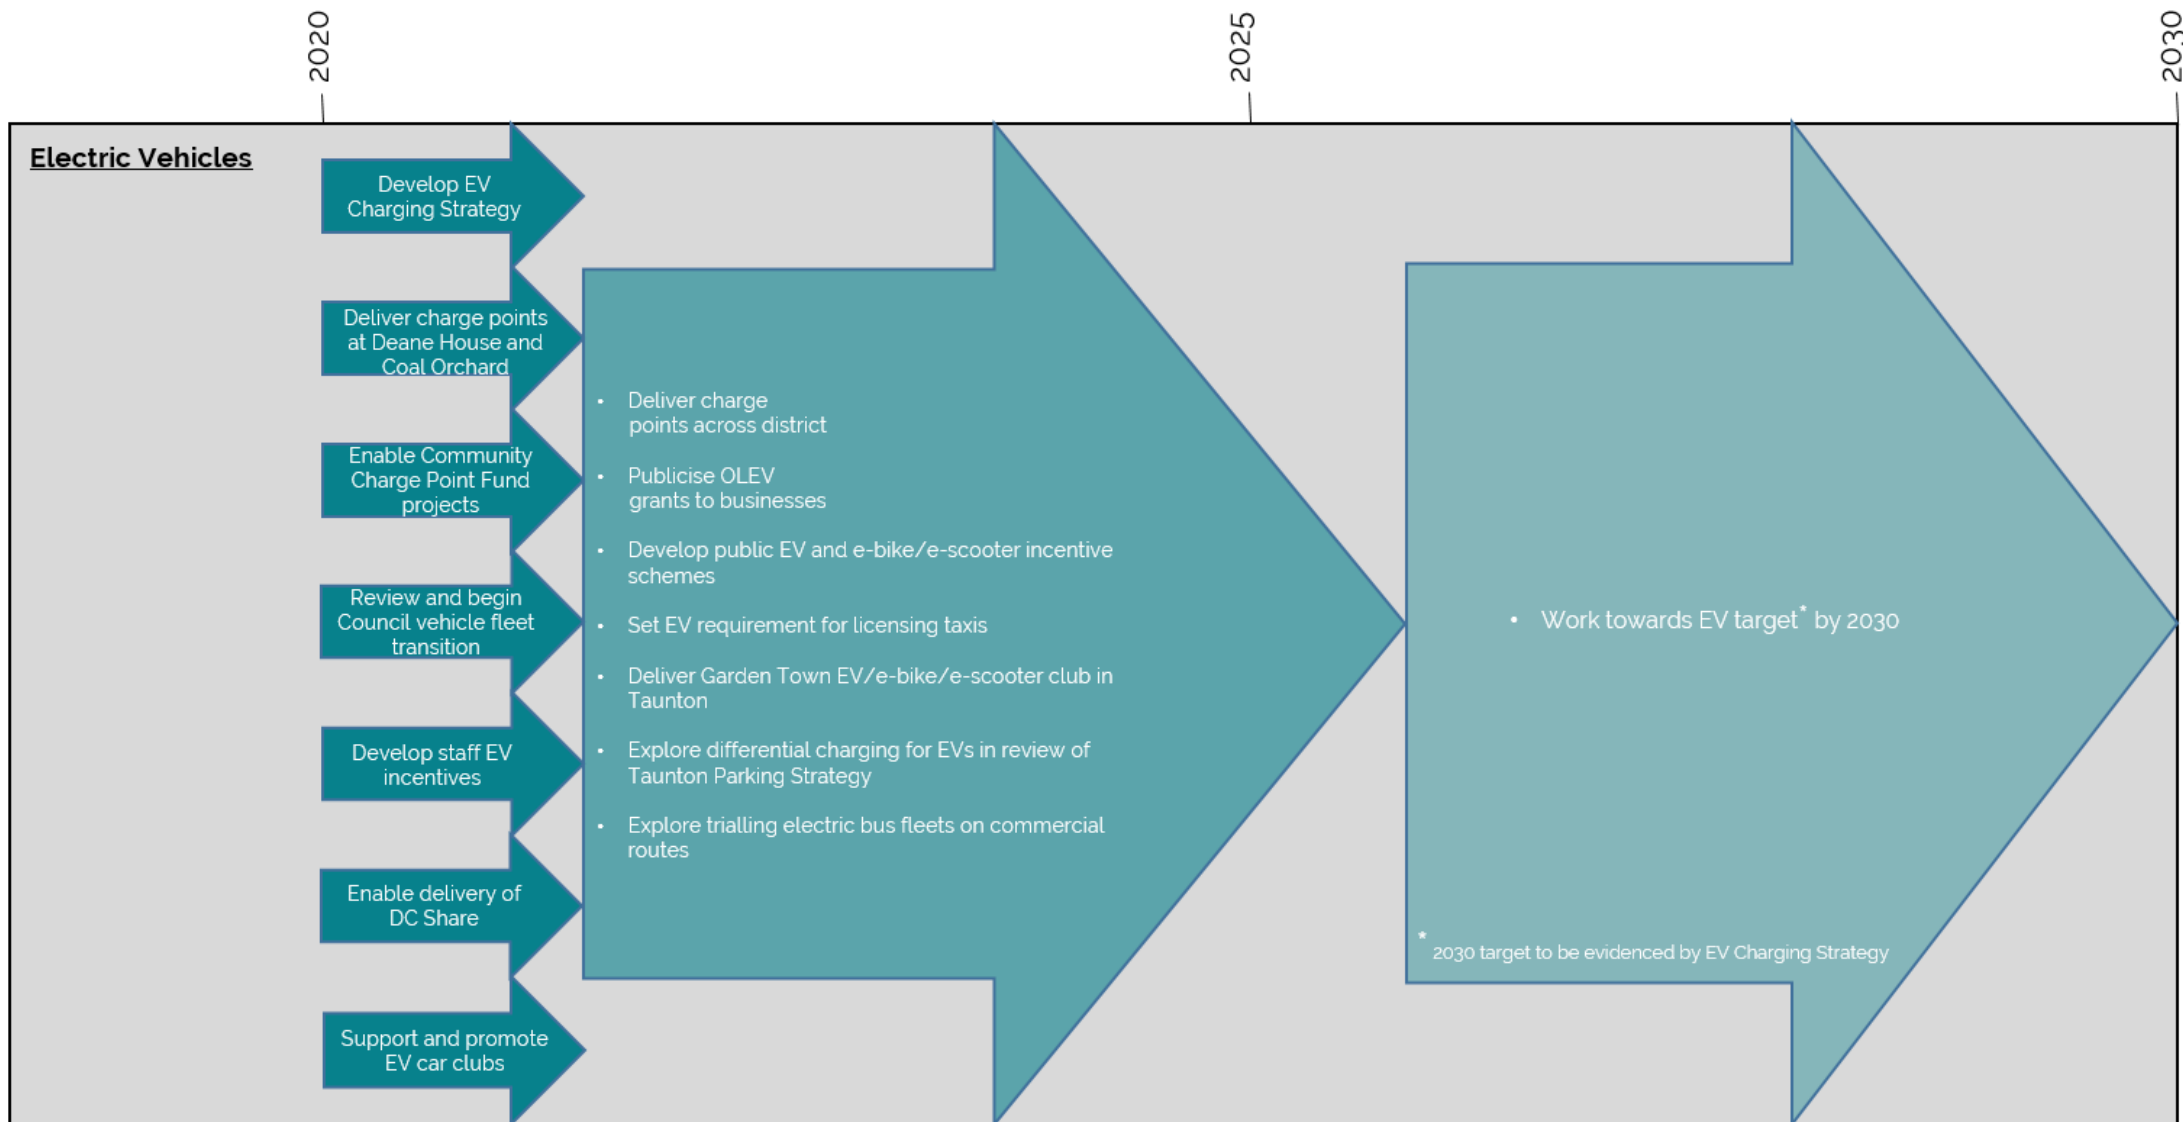 2020
2025
2030
Electric Vehicles
Develop EV
Charging Strategy
Deliver charge points
at Deane House and
Coal Orchard
Enable Community
Charge Point Fund
projects
Review and begin
Council vehicle fleet
transition
Develop staff EV
incentives
Enable delivery of
DC Share
Support and promote
EV car clubs
• Deliver charge
points across district
• Publicise OLEV
grants to businesses
• Develop public EV and e-bike/e-scooter incentive
schemes
• Set EV requirement for licensing taxis
• Deliver Garden Town EV/e-bike/e-scooter club in
Taunton
• Explore differential charging for EVs in review of
Taunton Parking Strategy
• Explore trialling electric bus fleets on commercial
routes
• Work towards EV target* by 2030
* 2030 target to be evidenced by EV Charging Strategy